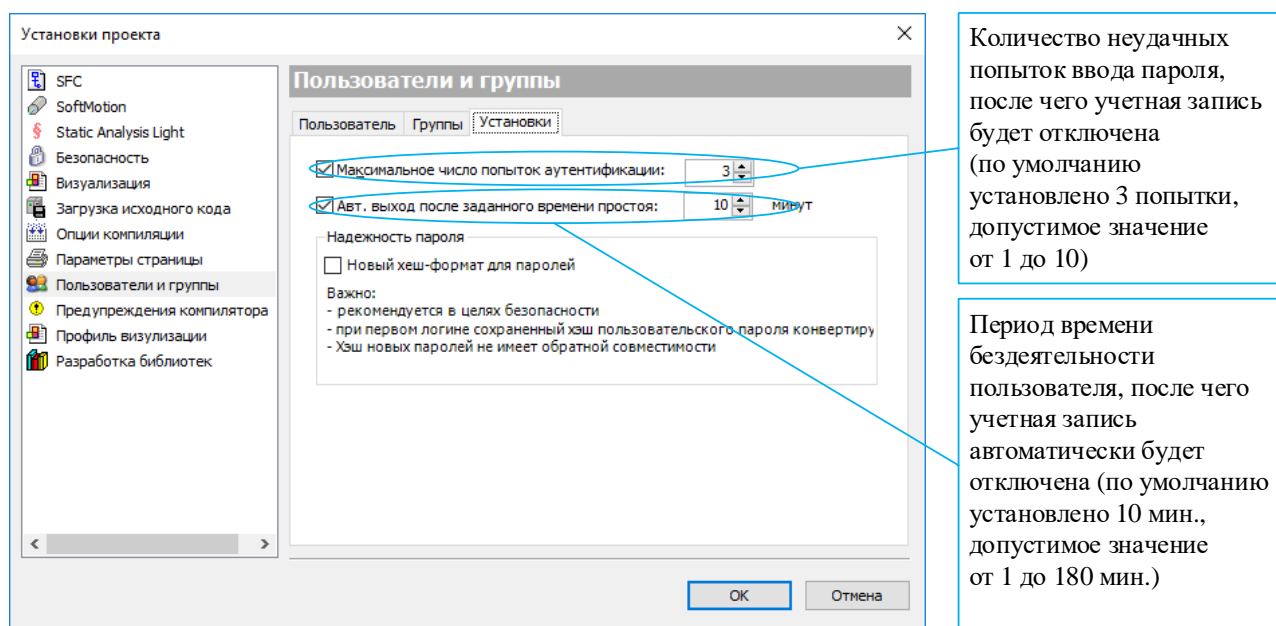 Установки проекта
SFC
SoftMotion
Static Analysis Light
Безопасность
Визуализация
Загрузка исходного кода
Опции компиляции
Параметры страницы
Пользователи и группы
Предупреждения компилятора
Профиль визулизации
Разработка библиотек
Пользователи и группы
Пользователь Группы Установки
Максимальное число попыток аутентификации: 3
Авт. выход после заданного времени простоя: 10 минут
Надежность пароля
Новый хеш-формат для паролей
Важно:
- рекомендуется в целях безопасности
- при первом логине сохраненный хэш пользовательского пароля конвертиру
- Хэш новых паролей не имеет обратной совместимости
OK Отмена
Количество неудачных
попыток ввода пароля,
после чего учетная запись
будет отключена
(по умолчанию
установлено 3 попытки,
допустимое значение
от 1 до 10)
Период времени
бездеятельности
пользователя, после чего
учетная запись
автоматически будет
отключена (по умолчанию
установлено 10 мин.,
допустимое значение
от 1 до 180 мин.)